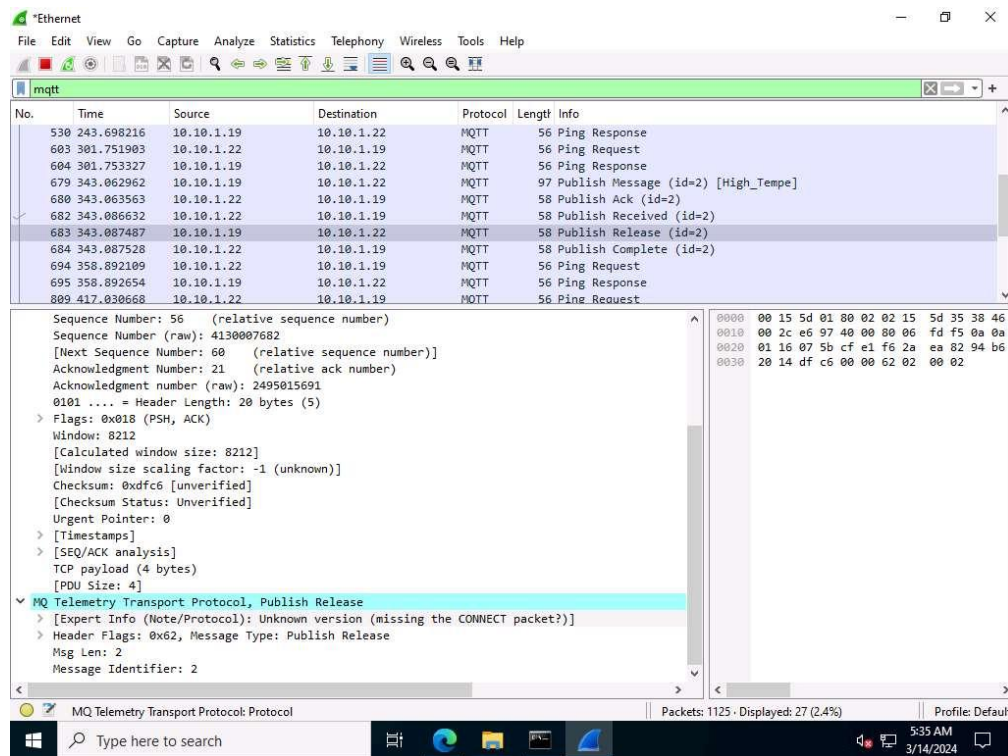 *Ethernet
File Edit View Go Capture Analyze Statistics Telephony Wireless Tools Help
mqtt
No. Time Source Destination Protocol Length Info
530 243.698216 10.10.1.19 10.10.1.22 MQTT 56 Ping Response
603 301.751903 10.10.1.22 10.10.1.19 MQTT 56 Ping Request
604 301.753327 10.10.1.19 10.10.1.22 MQTT 56 Ping Response
679 343.062962 10.10.1.19 10.10.1.22 MQTT 97 Publish Message (id=2) [High_Tempe]
680 343.063563 10.10.1.22 10.10.1.19 MQTT 58 Publish Ack (id=2)
682 343.086632 10.10.1.22 10.10.1.19 MQTT 58 Publish Received (id=2)
683 343.087487 10.10.1.19 10.10.1.22 MQTT 58 Publish Release (id=2)
684 343.087528 10.10.1.22 10.10.1.19 MQTT 58 Publish Complete (id=2)
694 358.892109 10.10.1.22 10.10.1.19 MQTT 56 Ping Request
695 358.892654 10.10.1.19 10.10.1.22 MQTT 56 Ping Response
809 417.030668 10.10.1.22 10.10.1.19 MQTT 56 Ping Request
Sequence Number: 56 (relative sequence number)
Sequence Number (raw): 4130007682
[Next Sequence Number: 60 (relative sequence number)]
Acknowledgment Number: 21 (relative ack number)
Acknowledgment number (raw): 2495015691
0101 .... = Header Length: 20 bytes (5)
Flags: 0x018 (PSH, ACK)
Window: 8212
[Calculated window size: 8212]
[Window size scaling factor: -1 (unknown)]
Checksum: 0xdfc6 [unverified]
[Checksum Status: Unverified]
Urgent Pointer: 0
[Timestamps]
[SEQ/ACK analysis]
TCP payload (4 bytes)
[PDU Size: 4]
MQ Telemetry Transport Protocol, Publish Release
[Expert Info (Note/Protocol): Unknown version (missing the CONNECT packet?)]
Header Flags: 0x62, Message Type: Publish Release
Msg Len: 2
Message Identifier: 2
0000 00 15 5d 01 80 02 02 15 5d 35 38 46
0010 00 2c e6 97 40 00 80 06 fd f5 0a 0a
0020 01 16 07 5b cf e1 f6 2a ea 82 94 b6
0030 20 14 df c6 00 00 62 02 00 02
MQ Telemetry Transport Protocol: Protocol
Packets: 1125 · Displayed: 27 (2.4%)
Profile: Defaul
Type here to search
5:35 AM
3/14/2024